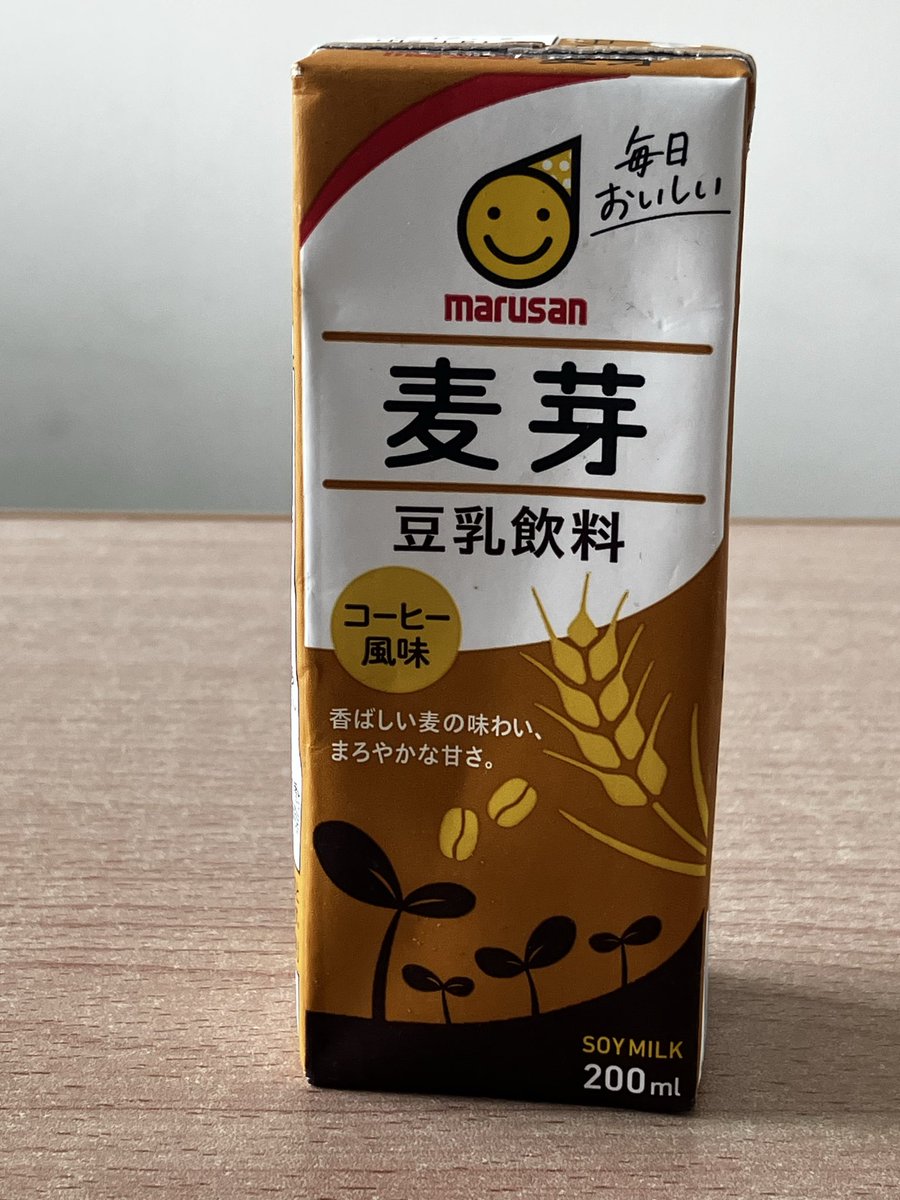 毎日
おいしい
marusan
麦芽
豆乳飲料
コーヒー
風味
香ばしい麦の味わい、
まろやかな甘さ。
SOYMILK
200ml